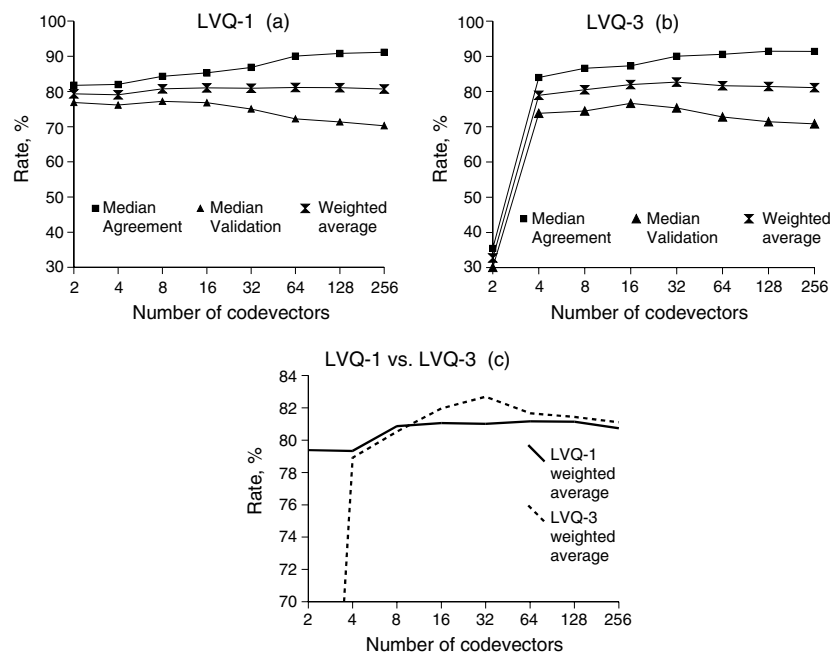 LVQ-1 (a)
100
90
80
70
60
50
40
30
Rate, %
Median Agreement
Median Validation
Weighted average
2 4 8 16 32 64 128 256
Number of codevectors
LVQ-3 (b)
100
90
80
70
60
50
40
30
Rate, %
Median Agreement
Median Validation
Weighted average
2 4 8 16 32 64 128 256
Number of codevectors
LVQ-1 vs. LVQ-3 (c)
84
82
80
78
76
74
72
70
Rate, %
LVQ-1
weighted
average
LVQ-3
weighted
average
2 4 8 16 32 64 128 256
Number of codevectors